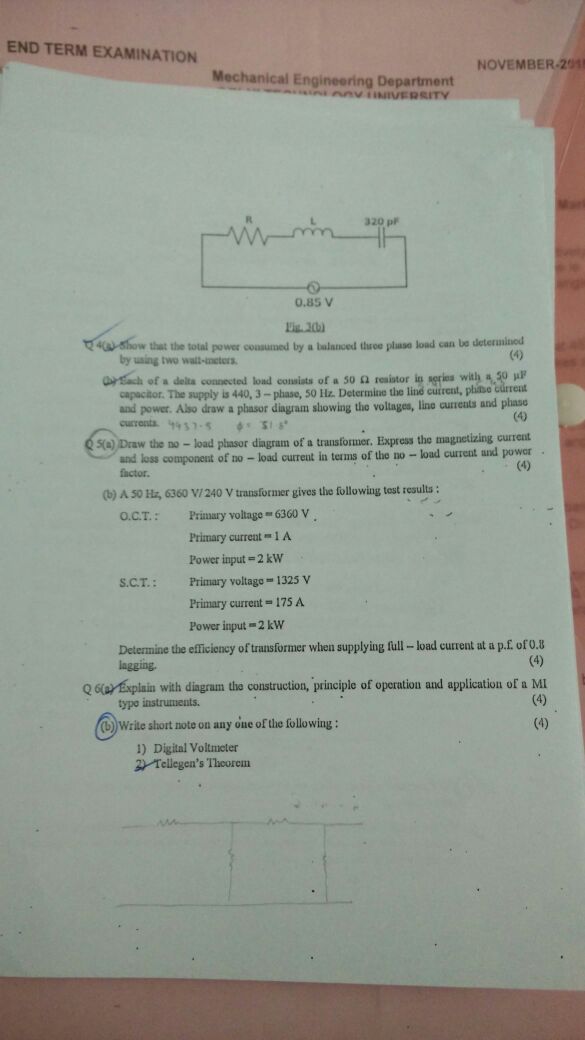 END TERM EXAMINATION
NOVEMBER-201
Mechanical Engineering Department
TECHNOLOGY UNIVERSITY
R
L
320 pF
0.85 V
Fig. 3(b)
Q 4(a) Show that the total power consumed by a balanced three phase load can be determined
by using two watt-meters. (4)
(b) Each of a delta connected load consists of a 50 Ω resistor in series with a 50 µF
capacitor. The supply is 440, 3 – phase, 50 Hz. Determine the line current, phase current
and power. Also draw a phasor diagram showing the voltages, line currents and phase
currents. 4437.5 ϕ = 51.8° (4)
Q 5(a) Draw the no – load phasor diagram of a transformer. Express the magnetizing current
and loss component of no – load current in terms of the no – load current and power
factor. (4)
(b) A 50 Hz, 6360 V/ 240 V transformer gives the following test results :
O.C.T. : Primary voltage = 6360 V
Primary current = 1 A
Power input = 2 kW
S.C.T. : Primary voltage = 1325 V
Primary current = 175 A
Power input = 2 kW
Determine the efficiency of transformer when supplying full – load current at a p.f. of 0.8
lagging. (4)
Q 6(a) Explain with diagram the construction, principle of operation and application of a MI
type instruments. (4)
(b) Write short note on any one of the following : (4)
1) Digital Voltmeter
2) Tellegen's Theorem